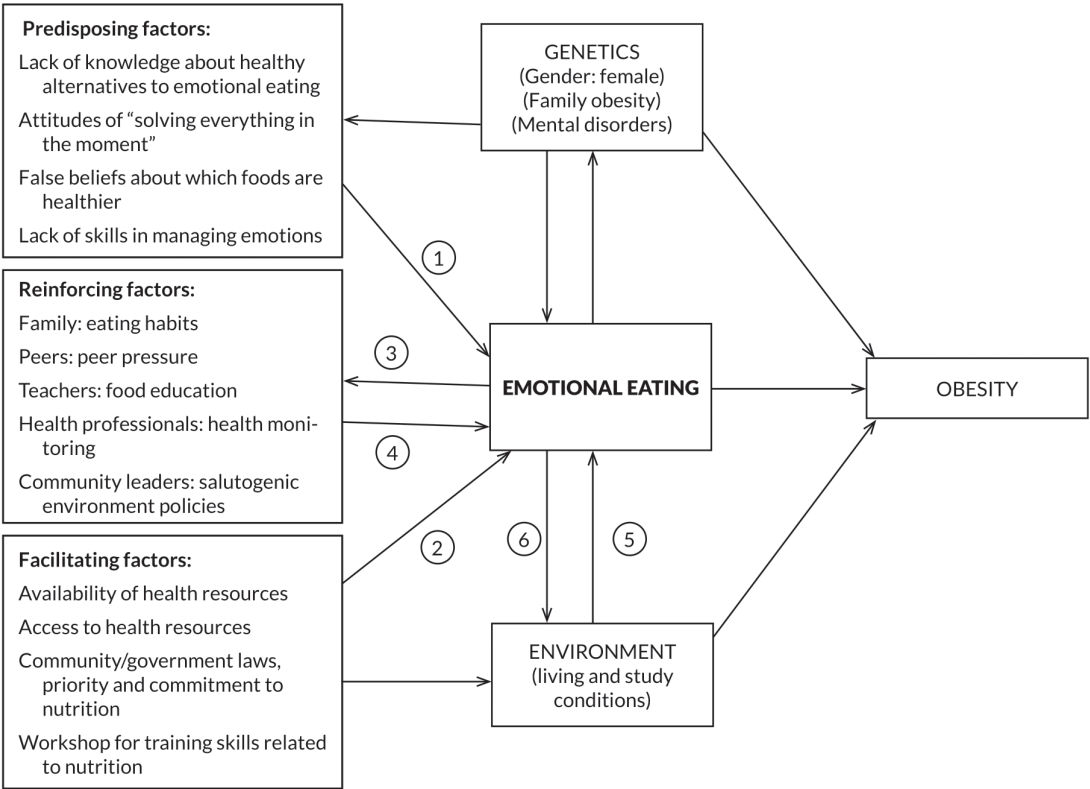 Predisposing factors:
Lack of knowledge about healthy
alternatives to emotional eating
Attitudes of “solving everything in
the moment”
False beliefs about which foods are
healthier
Lack of skills in managing emotions
Reinforcing factors:
Family: eating habits
Peers: peer pressure
Teachers: food education
Health professionals: health moni-
toring
Community leaders: salutogenic
environment policies
Facilitating factors:
Availability of health resources
Access to health resources
Community/government laws,
priority and commitment to
nutrition
Workshop for training skills related
to nutrition
1
3
4
2
GENETICS
(Gender: female)
(Family obesity)
(Mental disorders)
EMOTIONAL EATING
6
5
ENVIRONMENT
(living and study
conditions)
OBESITY